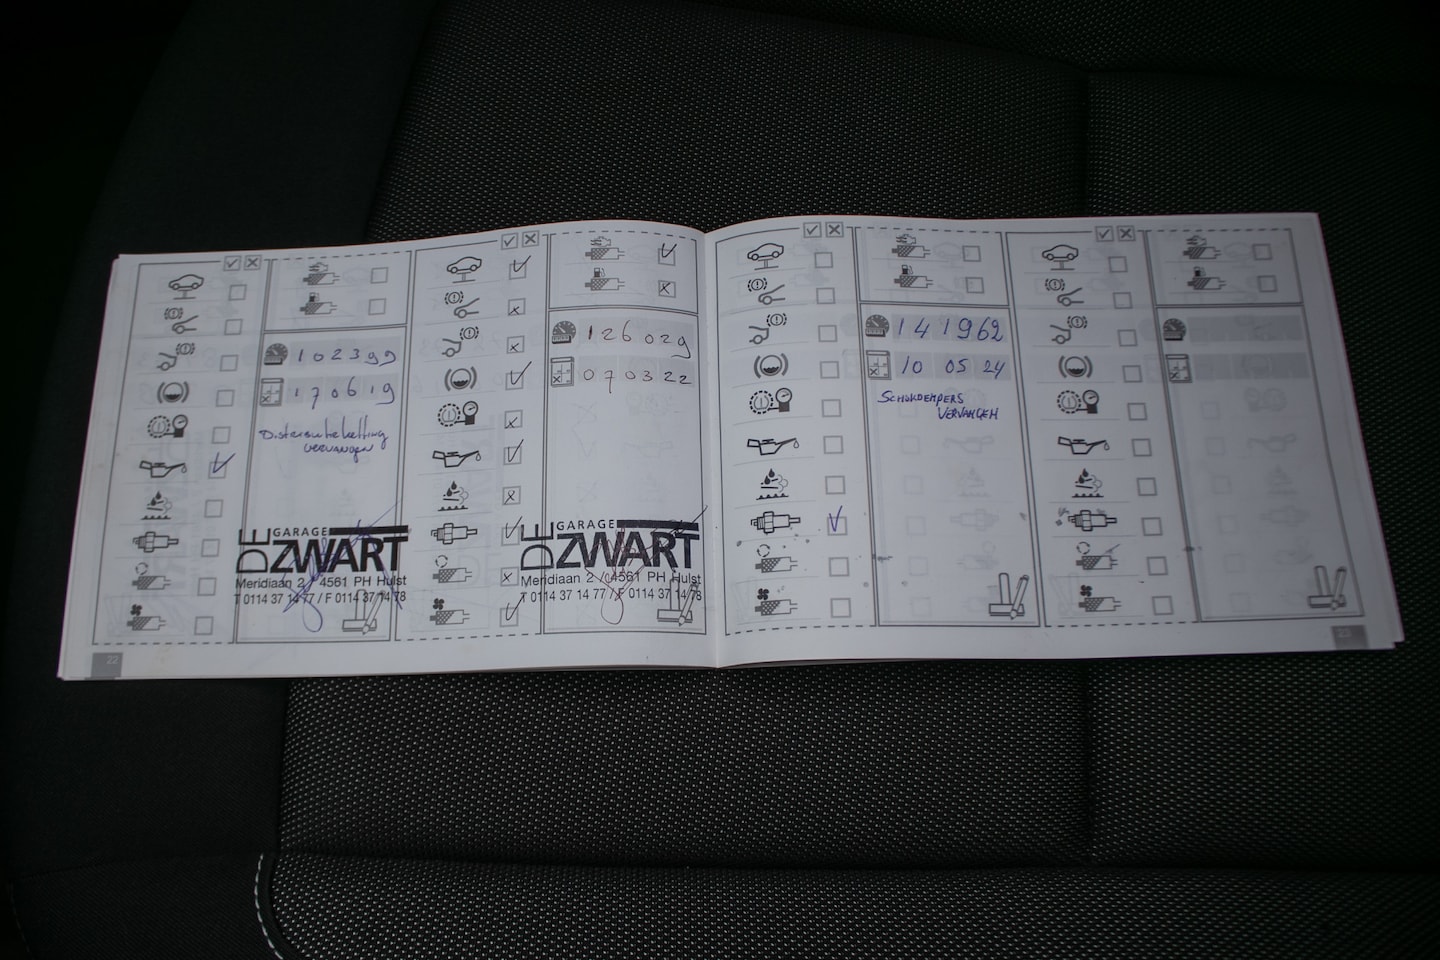 102399
170619
Distributieketting
vervangen
GARAGE
DE ZWART
Meridiaan 2 / 4561 PH Hulst
T 0114 37 14 77 / F 0114 37 14 78
22
126029
070322
GARAGE
DE ZWART
Meridiaan 2 / 4561 PH Hulst
T 0114 37 14 77 / F 0114 37 14 78
141962
10 05 24
SCHOKDEMPERS
VERVANGEN
23